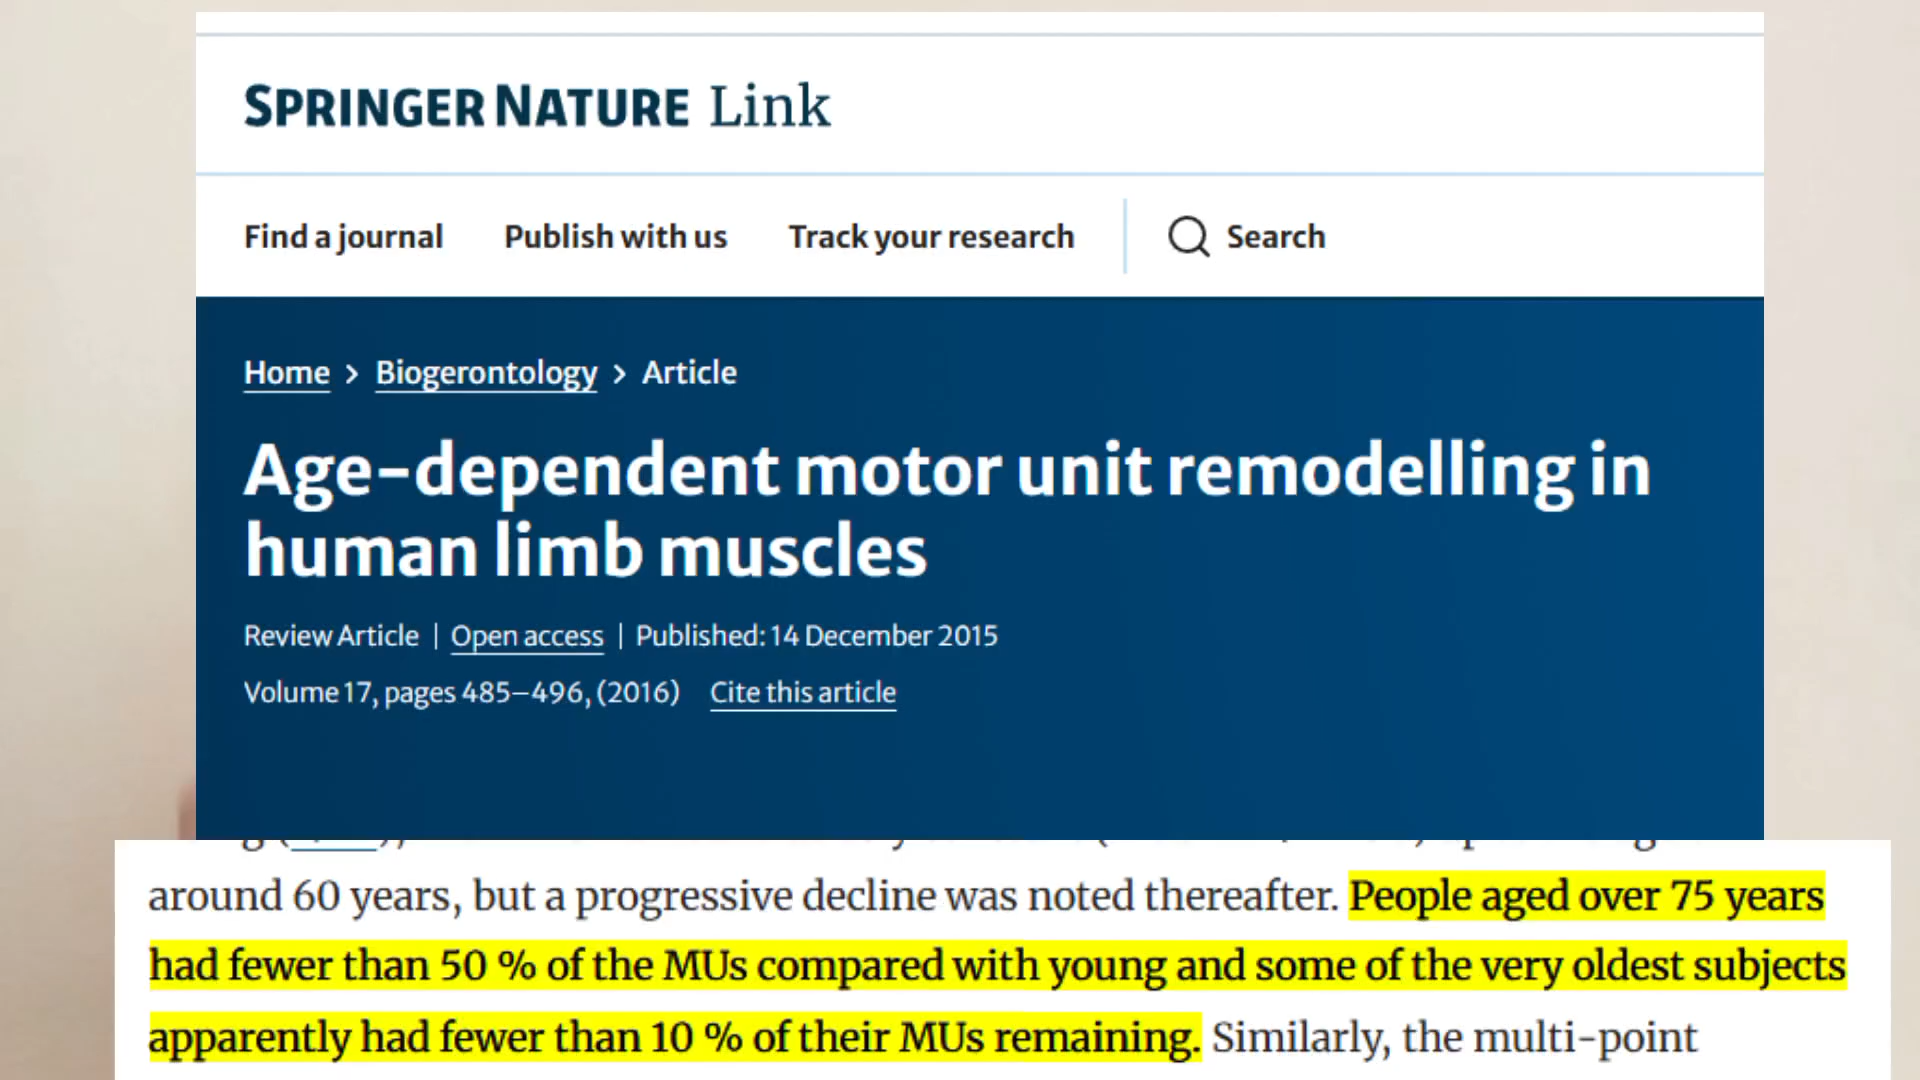 SPRINGER NATURE Link
Find a journal Publish with us Track your research Search
Home > Biogerontology > Article
Age-dependent motor unit remodelling in
human limb muscles
Review Article | Open access | Published: 14 December 2015
Volume 17, pages 485–496, (2016) Cite this article
around 60 years, but a progressive decline was noted thereafter. People aged over 75 years
had fewer than 50 % of the MUs compared with young and some of the very oldest subjects
apparently had fewer than 10 % of their MUs remaining. Similarly, the multi-point